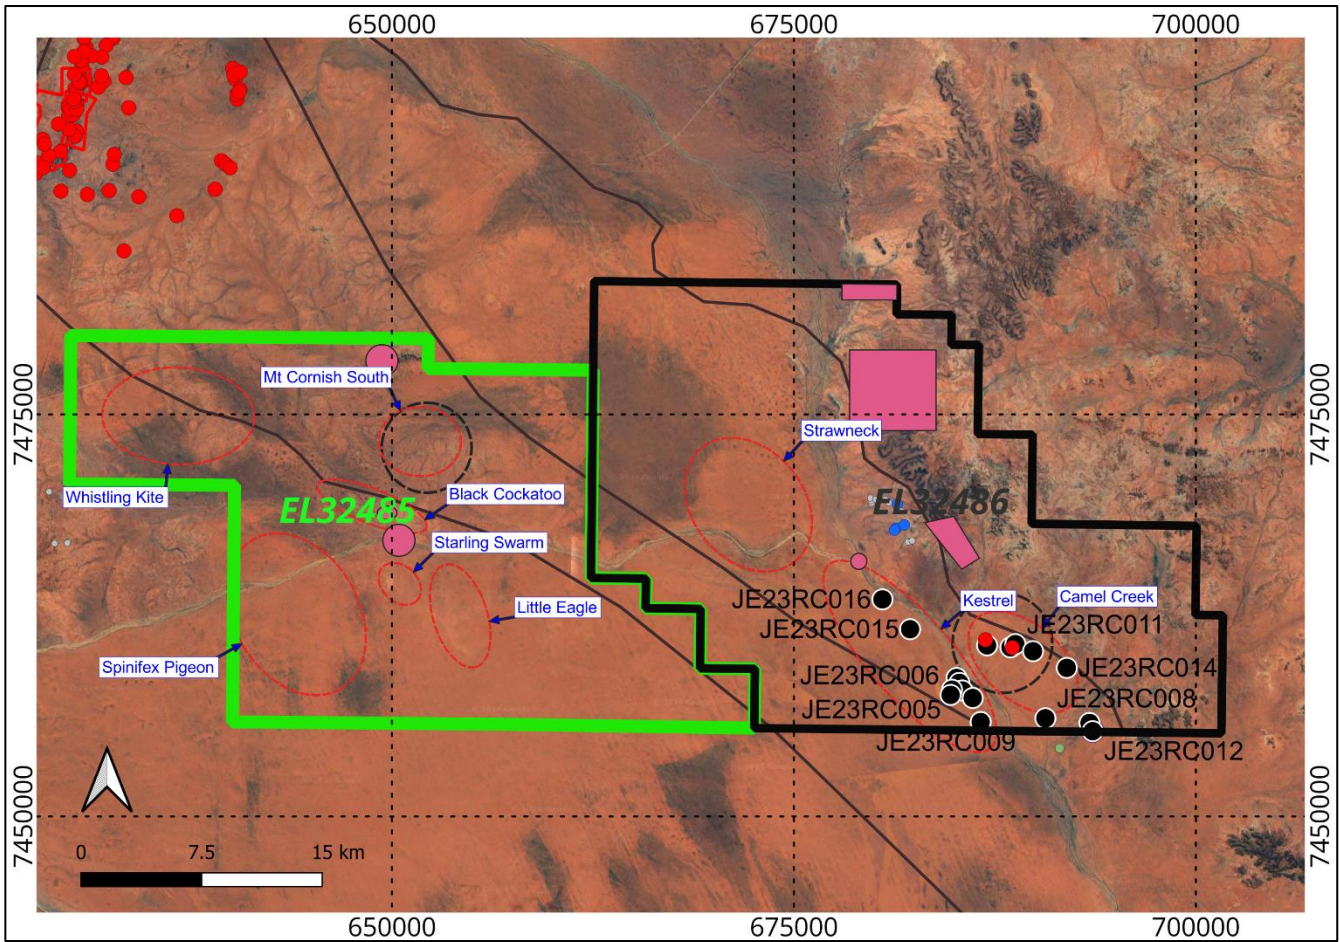 650000
675000
700000
Mt Cornish South
7475000
7475000
Strawneck
Whistling Kite
Black Cockatoo
EL32485
EL32486
Starling Swarm
JE23RC016
Kestrel
Camel Creek
Little Eagle
JE23RC015
JE23RC011
Spinifex Pigeon
JE23RC006
JE23RC014
JE23RC005
JE23RC008
JE23RC009
JE23RC012
7450000
7450000
0 7.5 15 km
650000
675000
700000